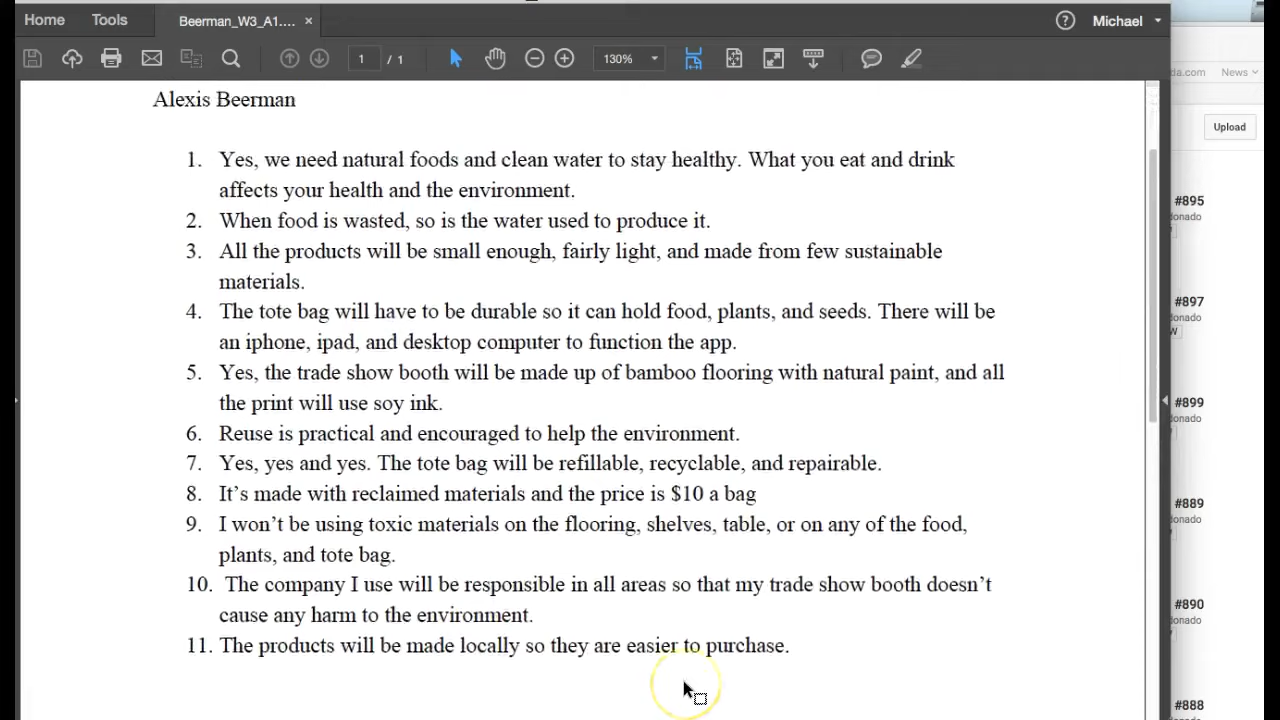 Home Tools Beerman_W3_A1.... × Michael
1 / 1 130%
da.com News
Alexis Beerman
Upload
1. Yes, we need natural foods and clean water to stay healthy. What you eat and drink
affects your health and the environment.
#895
donado
2. When food is wasted, so is the water used to produce it.
3. All the products will be small enough, fairly light, and made from few sustainable
materials.
#897
donado
W
4. The tote bag will have to be durable so it can hold food, plants, and seeds. There will be
an iphone, ipad, and desktop computer to function the app.
5. Yes, the trade show booth will be made up of bamboo flooring with natural paint, and all
the print will use soy ink.
#899
donado
6. Reuse is practical and encouraged to help the environment.
7. Yes, yes and yes. The tote bag will be refillable, recyclable, and repairable.
8. It’s made with reclaimed materials and the price is $10 a bag
#889
donado
9. I won’t be using toxic materials on the flooring, shelves, table, or on any of the food,
plants, and tote bag.
10. The company I use will be responsible in all areas so that my trade show booth doesn’t
cause any harm to the environment.
#890
donado
11. The products will be made locally so they are easier to purchase.
#888